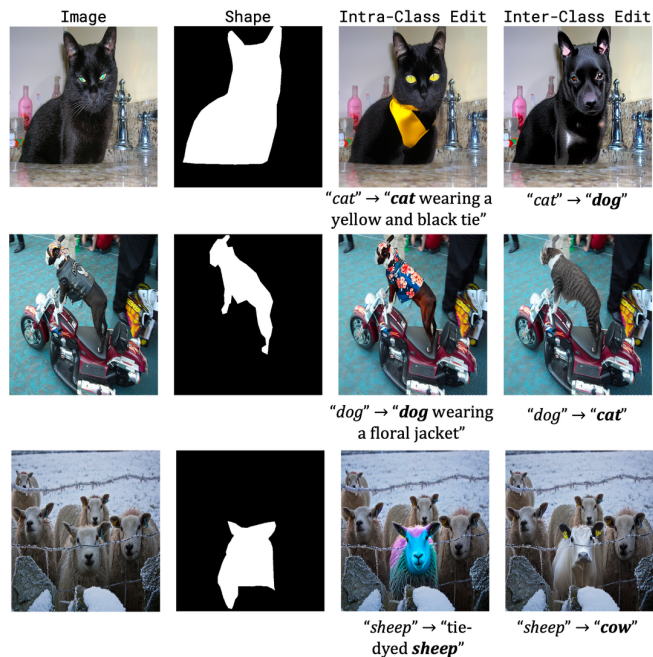 Image Shape Intra-Class Edit Inter-Class Edit
“cat” → “cat wearing a
yellow and black tie”
“cat” → “dog”
“dog” → “dog wearing
a floral jacket”
“dog” → “cat”
“sheep” → “tie-
dyed sheep”
“sheep” → “cow”